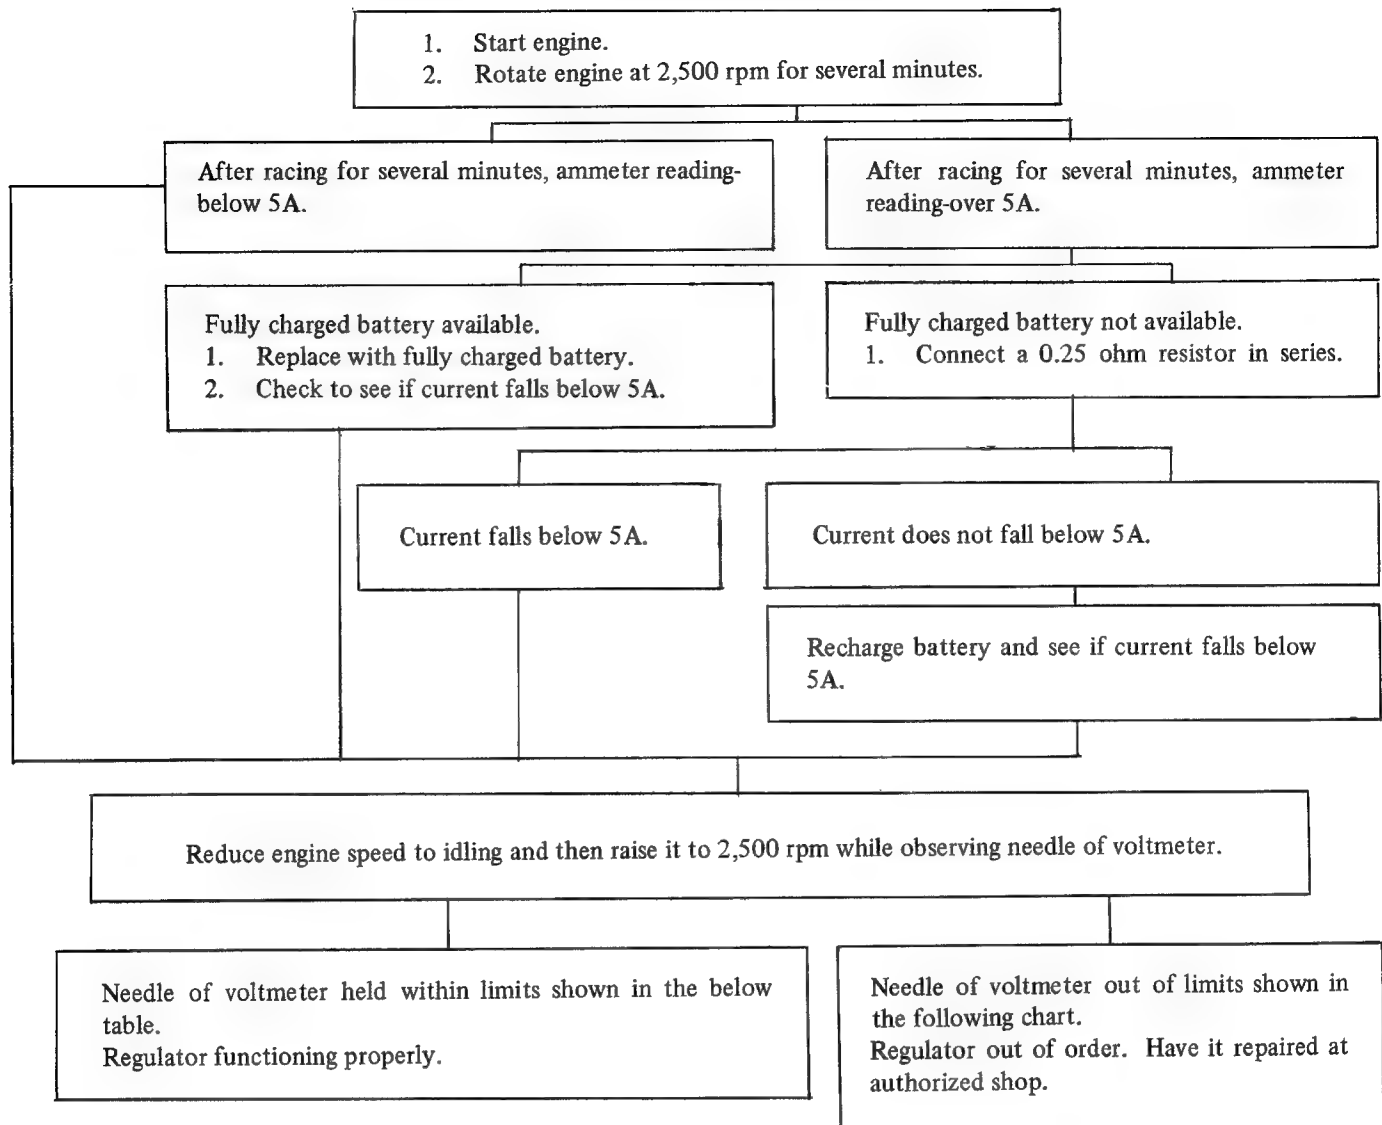 1. Start engine.
2. Rotate engine at 2,500 rpm for several minutes.
After racing for several minutes, ammeter reading-
below 5A.
After racing for several minutes, ammeter
reading-over 5A.
Fully charged battery available.
1. Replace with fully charged battery.
2. Check to see if current falls below 5A.
Fully charged battery not available.
1. Connect a 0.25 ohm resistor in series.
Current falls below 5A.
Current does not fall below 5A.
Recharge battery and see if current falls below
5A.
Reduce engine speed to idling and then raise it to 2,500 rpm while observing needle of voltmeter.
Needle of voltmeter held within limits shown in the below
table.
Regulator functioning properly.
Needle of voltmeter out of limits shown in
the following chart.
Regulator out of order. Have it repaired at
authorized shop.